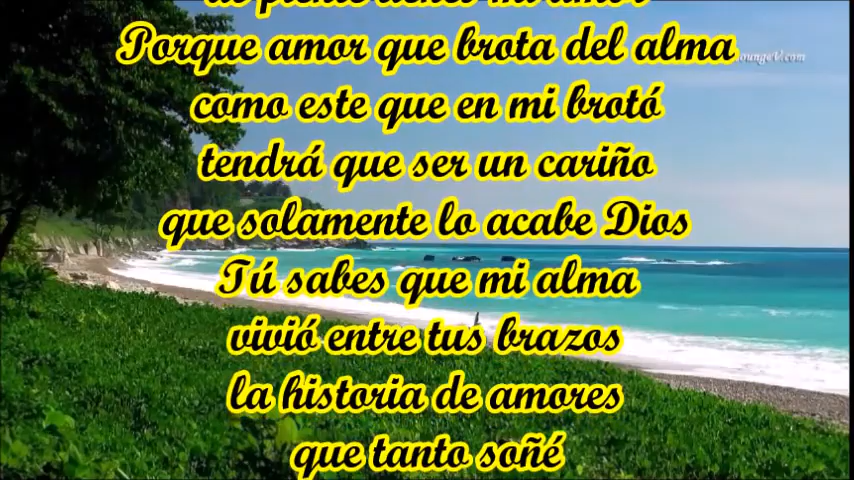 Porque amor que brota del alma
como este que en mi brotó
tendrá que ser un cariño
que solamente lo acabe Dios
Tú sabes que mi alma
vivió entre tus brazos
la historia de amores
que tanto soñé